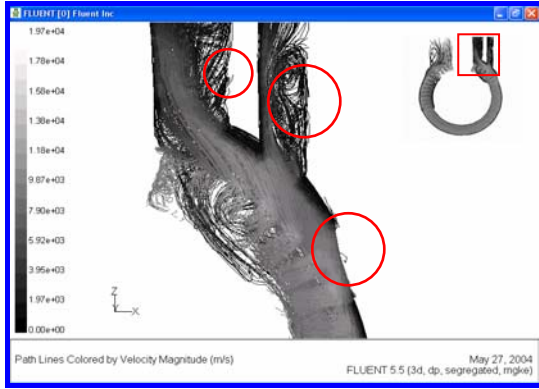 FLUENT [0] Fluent Inc
1.97e+04
1.78e+04
1.58e+04
1.38e+04
1.18e+04
9.87e+03
7.90e+03
5.92e+03
3.95e+03
1.97e+03
0.00e+00
Z
Y X
Path Lines Colored by Velocity Magnitude (m/s)
May 27, 2004
FLUENT 5.5 (3d, dp, segregated, rngke)